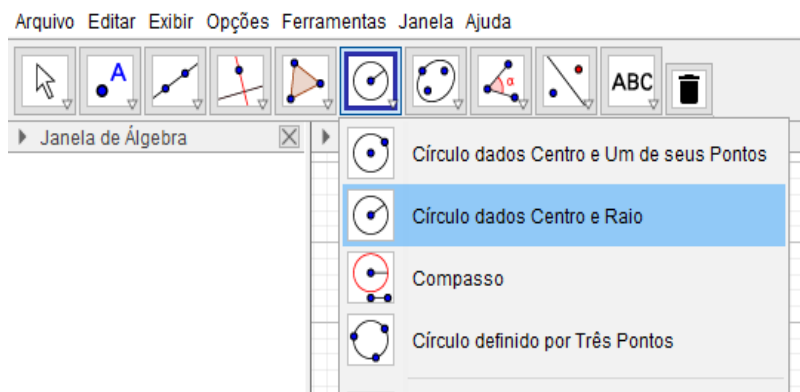 Arquivo Editar Exibir Opções Ferramentas Janela Ajuda
A
α
ABC
Janela de Álgebra
Círculo dados Centro e Um de seus Pontos
Círculo dados Centro e Raio
Compasso
Círculo definido por Três Pontos